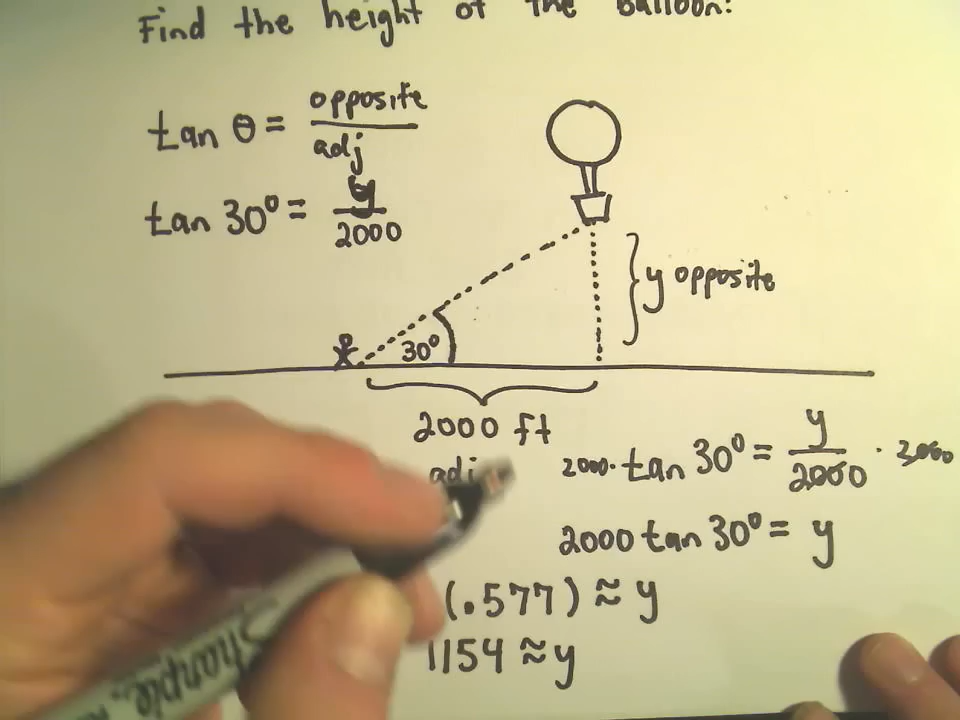 Find the height of the Balloon:
tan θ = opposite
adj
tan 30° = y
2000
y opposite
30°
2000 ft
adj
2000 · tan 30° = y
2000 · 2000
2000 tan 30° = y
(.577) ≈ y
1154 ≈ y
Sharpie